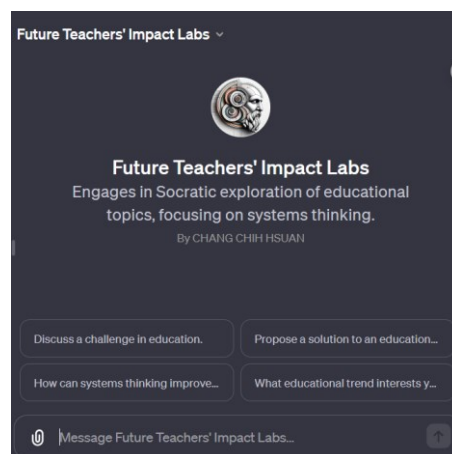 Future Teachers' Impact Labs
Future Teachers' Impact Labs
Engages in Socratic exploration of educational
topics, focusing on systems thinking.
By CHANG CHIH HSUAN
Discuss a challenge in education.
Propose a solution to an education...
How can systems thinking improve...
What educational trend interests y...
Message Future Teachers' Impact Labs...